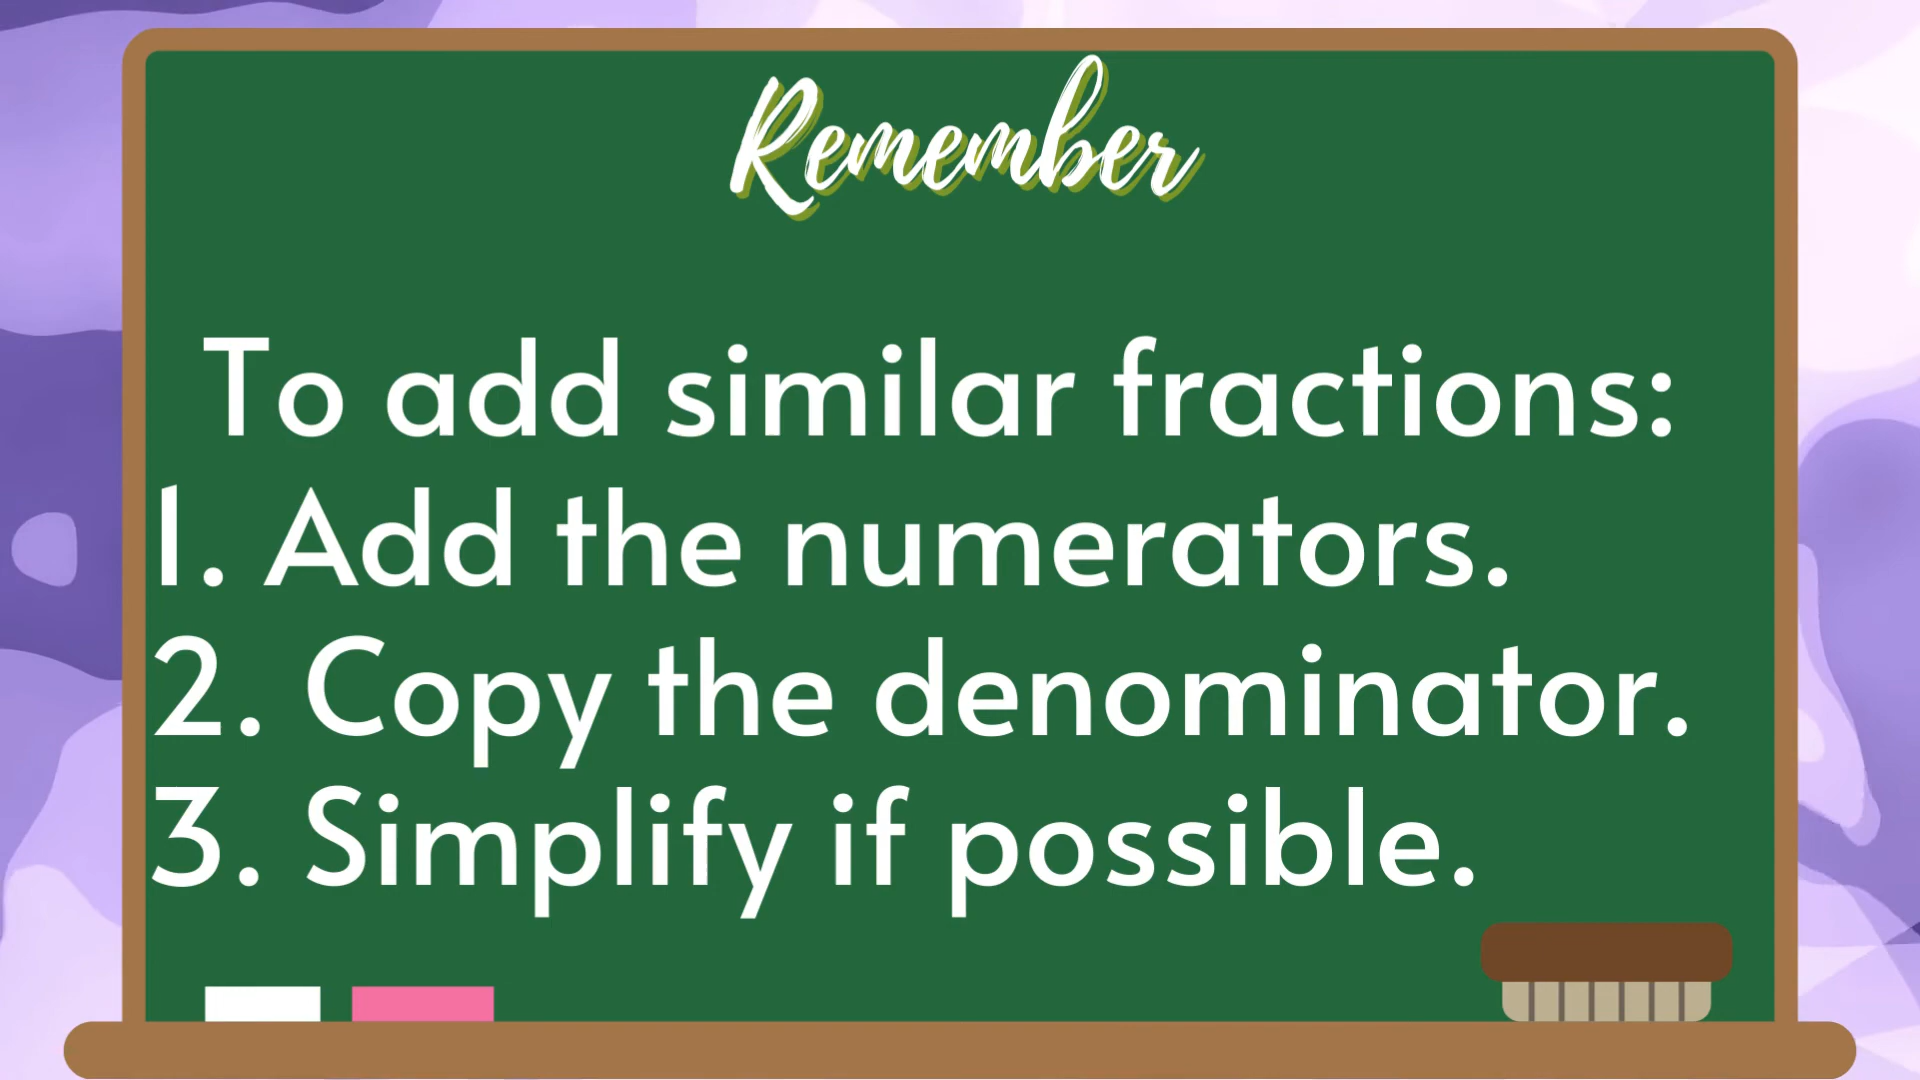 Remember
To add similar fractions:
1. Add the numerators.
2. Copy the denominator.
3. Simplify if possible.